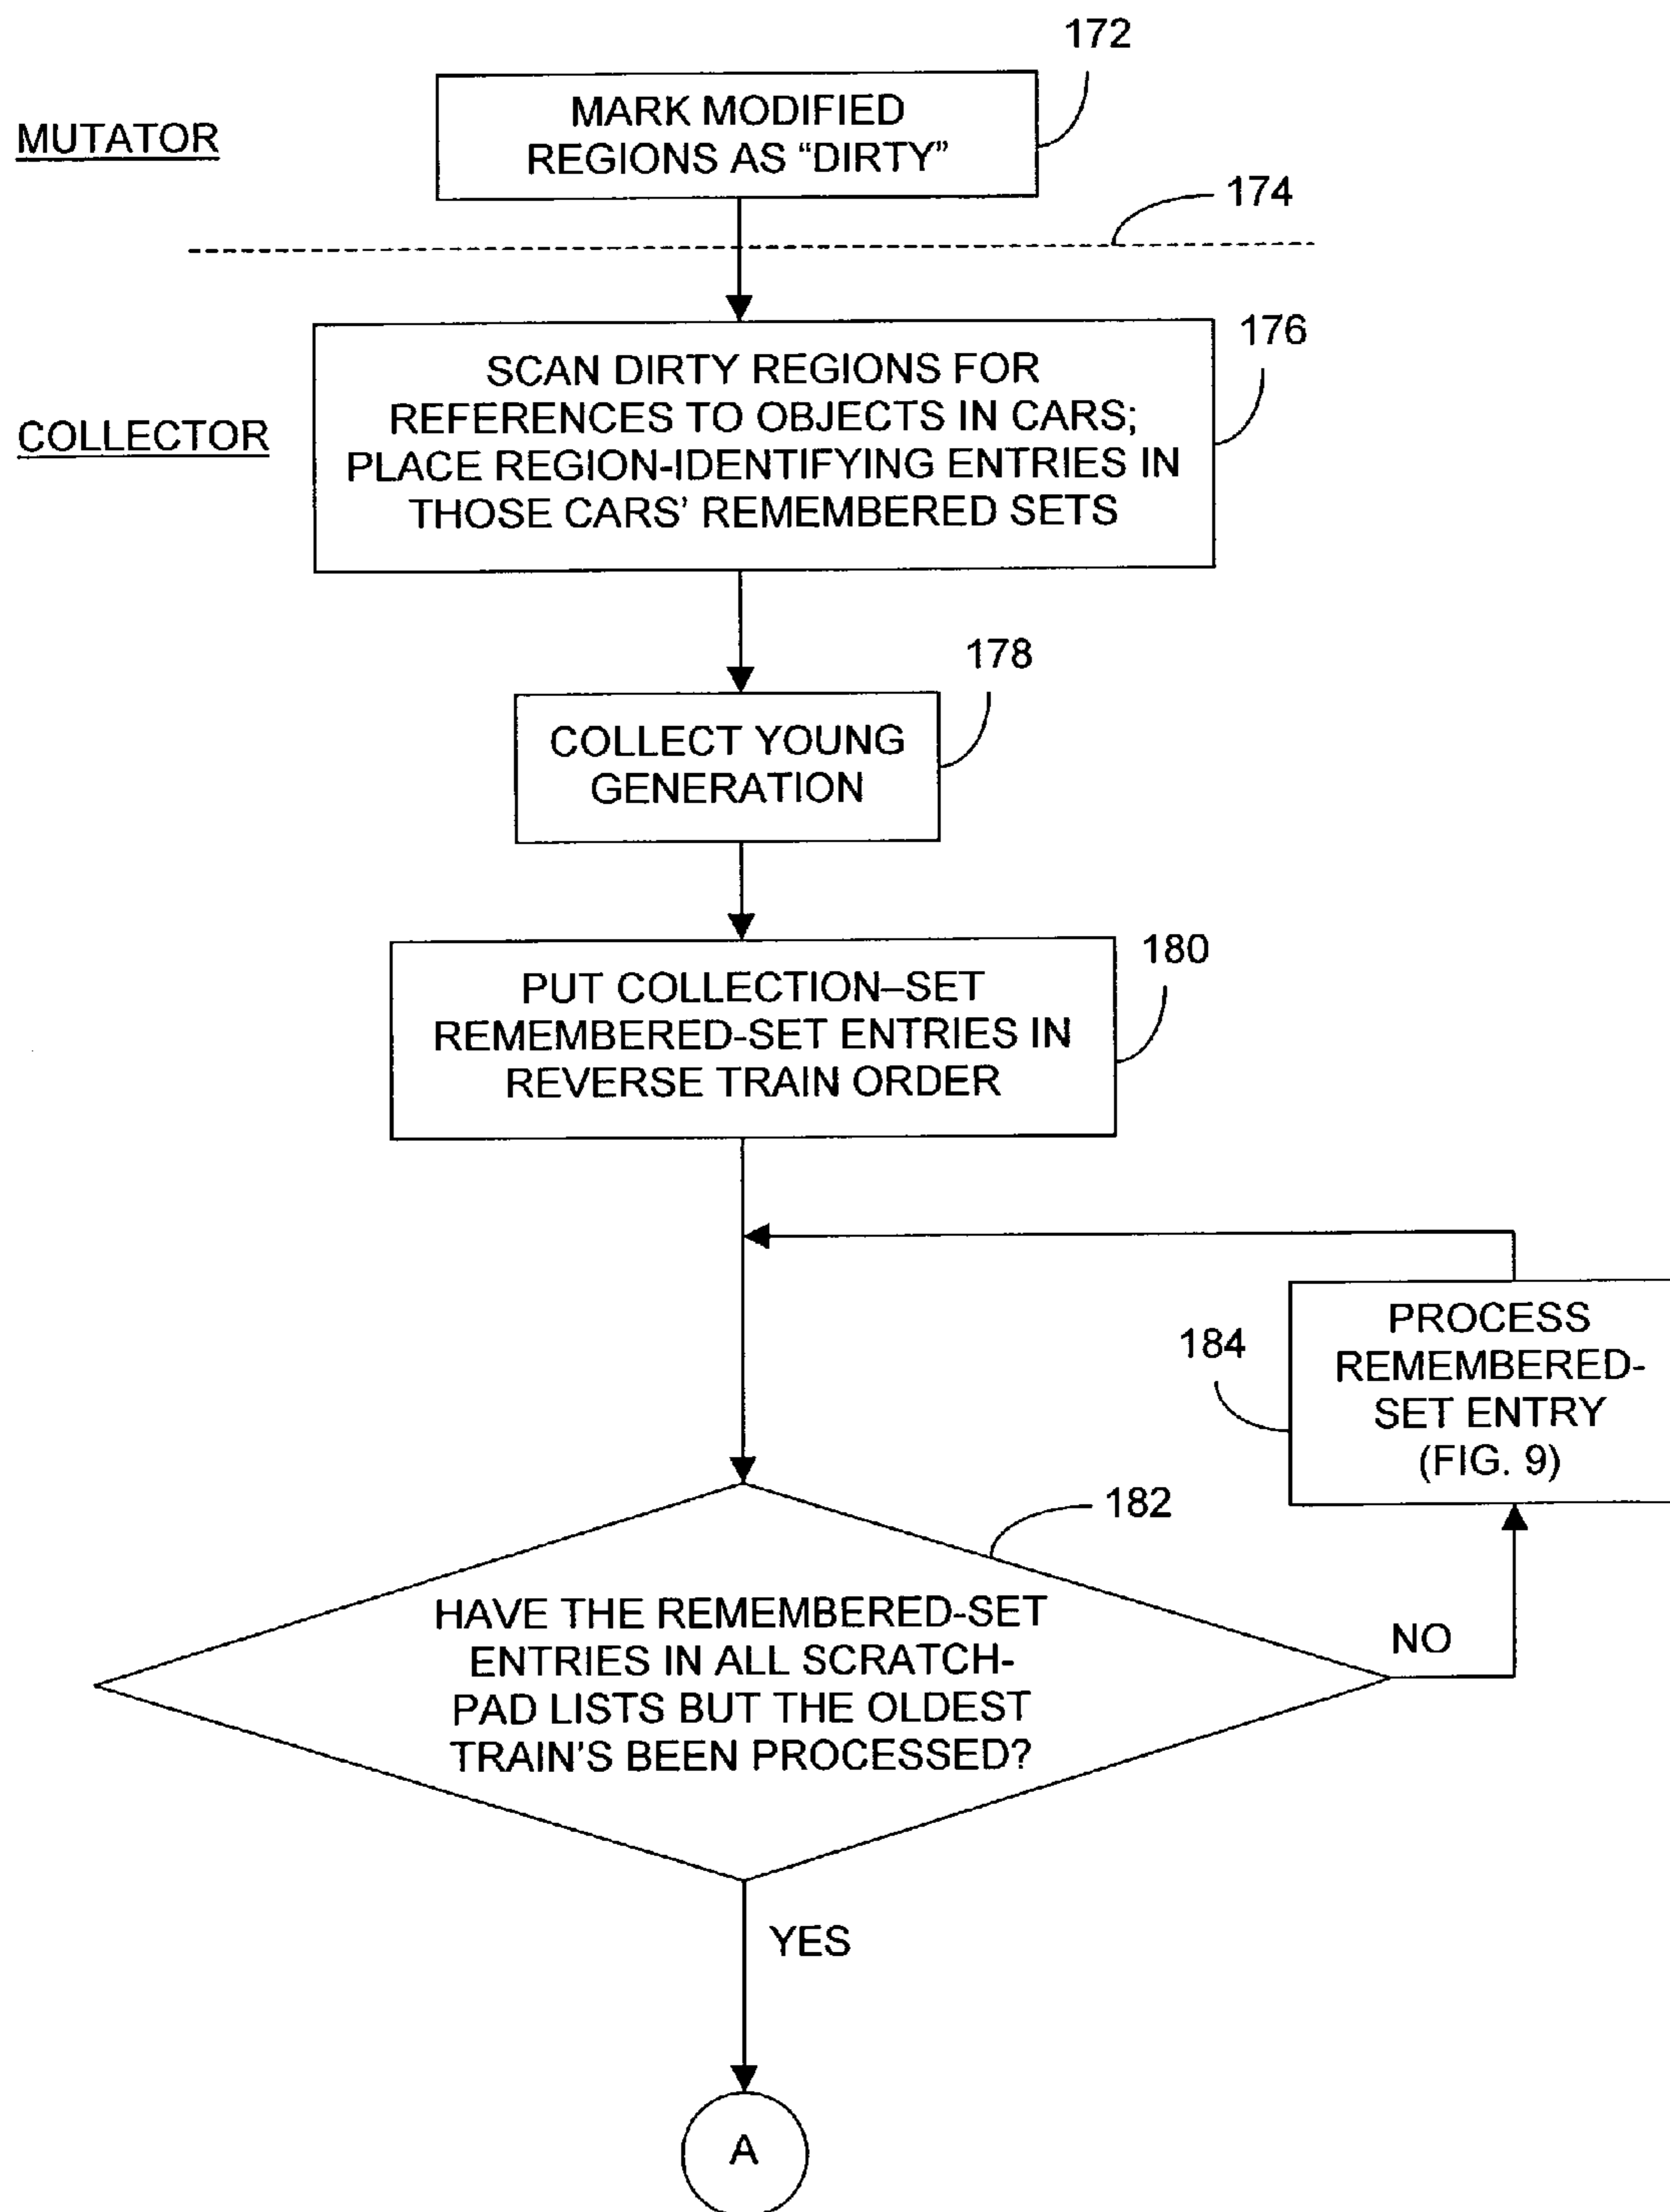 172
MUTATOR
MARK MODIFIED
REGIONS AS “DIRTY”
174
176
COLLECTOR
SCAN DIRTY REGIONS FOR
REFERENCES TO OBJECTS IN CARS;
PLACE REGION-IDENTIFYING ENTRIES IN
THOSE CARS’ REMEMBERED SETS
178
COLLECT YOUNG
GENERATION
180
PUT COLLECTION–SET
REMEMBERED-SET ENTRIES IN
REVERSE TRAIN ORDER
184
PROCESS
REMEMBERED-
SET ENTRY
(FIG. 9)
182
HAVE THE REMEMBERED-SET
ENTRIES IN ALL SCRATCH-
PAD LISTS BUT THE OLDEST
TRAIN'S BEEN PROCESSED?
NO
YES
A